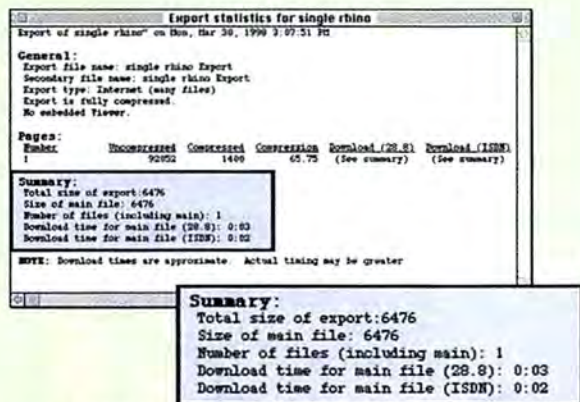 Export statistics for single rhino
Export of single rhino" on Mon, Mar 30, 1998 3:07:51 PM
General:
Export file name: single rhino Export
Secondary file name: single rhino Export
Export type: Internet (many files)
Export is fully compressed.
No embedded Viewer.
Pages:
Number Uncompressed Compressed Compression Download (28.8) Download (ISDN)
1 92852 1408 65.75 (See summary) (See summary)
Summary:
Total size of export:6476
Size of main file: 6476
Number of files (including main): 1
Download time for main file (28.8): 0:03
Download time for main file (ISDN): 0:02
NOTE: Download times are approximate. Actual timing may be greater
Summary:
Total size of export:6476
Size of main file: 6476
Number of files (including main): 1
Download time for main file (28.8): 0:03
Download time for main file (ISDN): 0:02